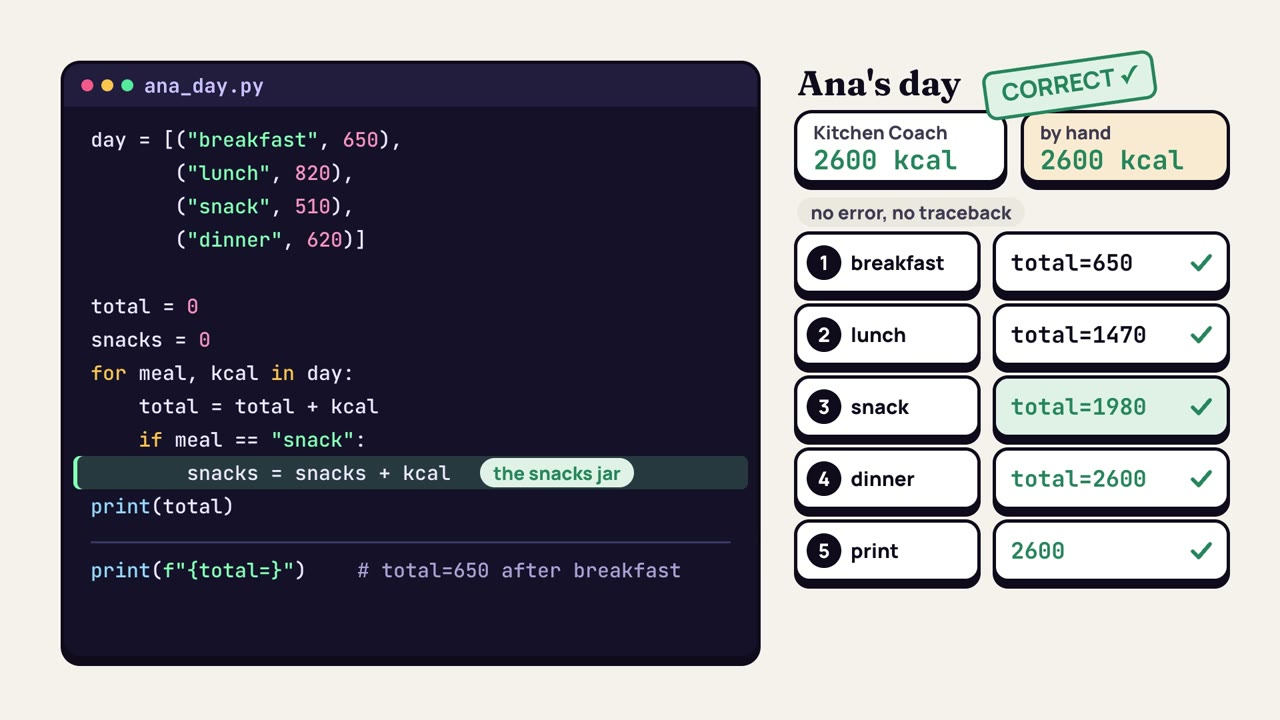 ana_day.py
day = [("breakfast", 650),
("lunch", 820),
("snack", 510),
("dinner", 620)]
total = 0
snacks = 0
for meal, kcal in day:
    total = total + kcal
    if meal == "snack":
        snacks = snacks + kcal the snacks jar
print(total)
print(f"{total=}") # total=650 after breakfast
Ana's day
CORRECT ✓
Kitchen Coach
2600 kcal
by hand
2600 kcal
no error, no traceback
1 breakfast total=650 ✓
2 lunch total=1470 ✓
3 snack total=1980 ✓
4 dinner total=2600 ✓
5 print 2600 ✓